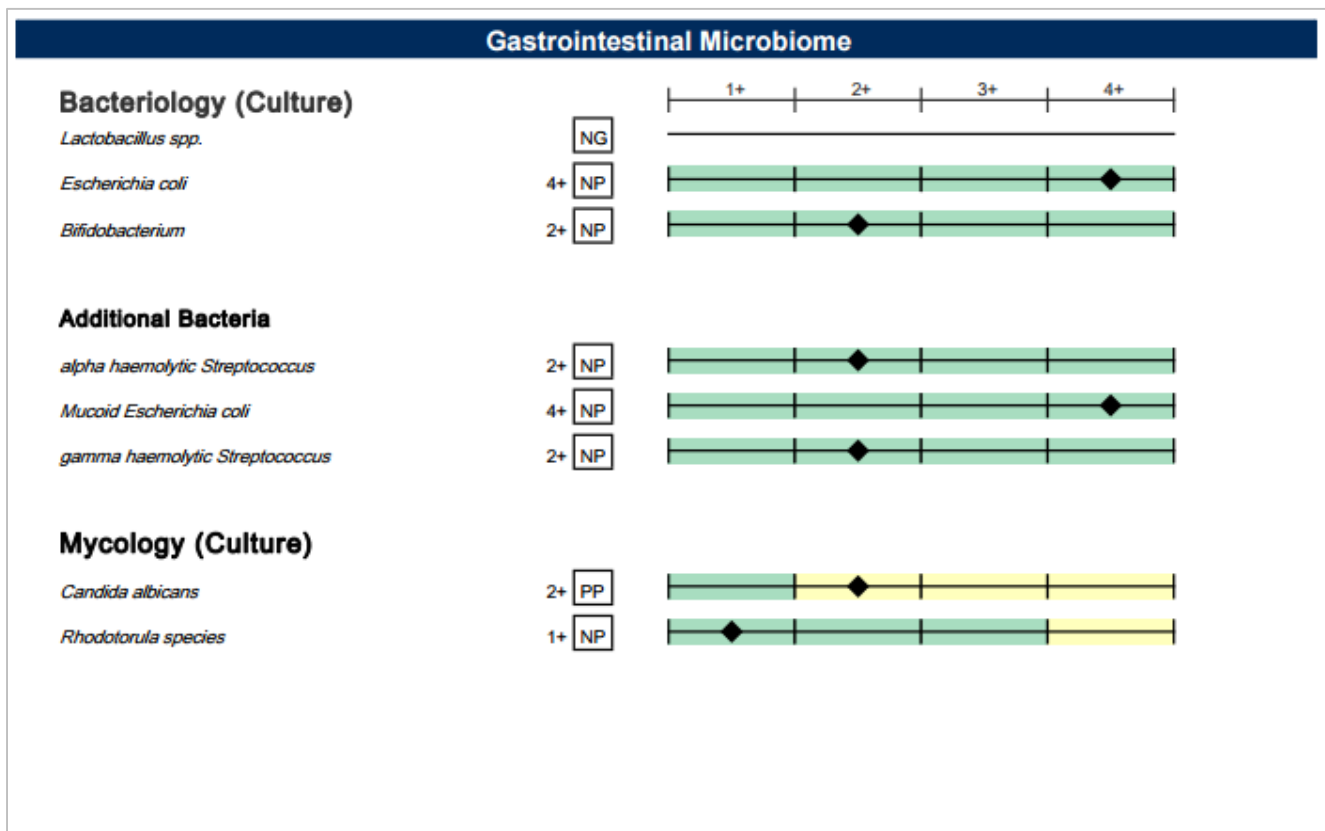 Gastrointestinal Microbiome
Bacteriology (Culture) 1+ 2+ 3+ 4+
Lactobacillus spp. NG
Escherichia coli 4+ NP
Bifidobacterium 2+ NP
Additional Bacteria
alpha haemolytic Streptococcus 2+ NP
Mucoid Escherichia coli 4+ NP
gamma haemolytic Streptococcus 2+ NP
Mycology (Culture)
Candida albicans 2+ PP
Rhodotorula species 1+ NP